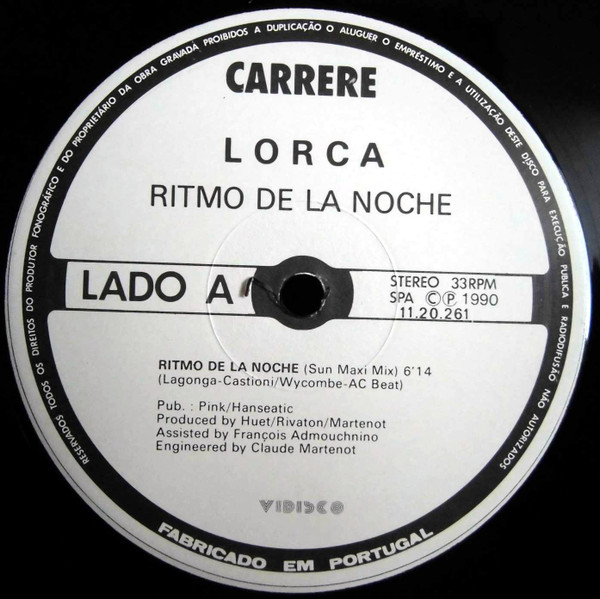 RESERVADOS TODOS OS DIREITOS DO PRODUTOR FONOGRÁFICO E DO PROPRIETÁRIO DA OBRA GRAVADA PROIBIDOS A DUPLICAÇÃO O ALUGUER O EMPRÉSTIMO E A UTILIZAÇÃO DESTE DISCO PARA EXECUÇÃO PUBLICA E RADIODIFUSÃO NÃO AUTORIZADOS
CARRERE
LORCA
RITMO DE LA NOCHE
LADO A
STEREO 33RPM
SPA ©℗ 1990
11.20.261
RITMO DE LA NOCHE (Sun Maxi Mix) 6'14
(Lagonga-Castioni/Wycombe-AC Beat)
Pub. : Pink/Hanseatic
Produced by Huet/Rivaton/Martenot
Assisted by François Admouchnino
Engineered by Claude Martenot
VIDISCO
FABRICADO EM PORTUGAL